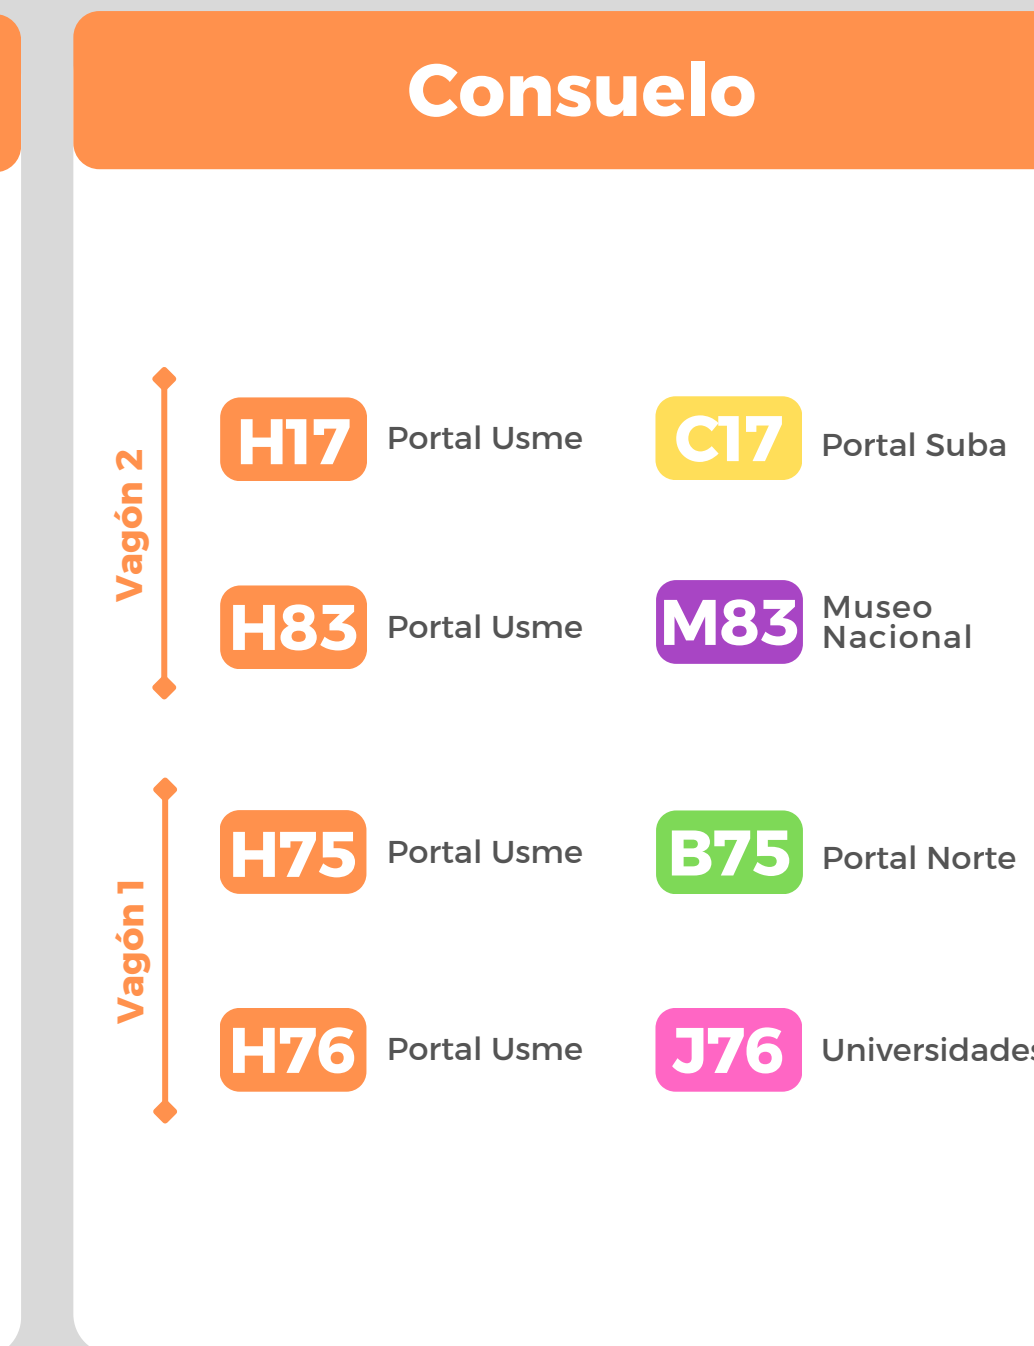 Consuelo
Vagón 2
H17 Portal Usme C17 Portal Suba
H83 Portal Usme M83 Museo
Nacional
Vagón 1
H75 Portal Usme B75 Portal Norte
H76 Portal Usme J76 Universidades